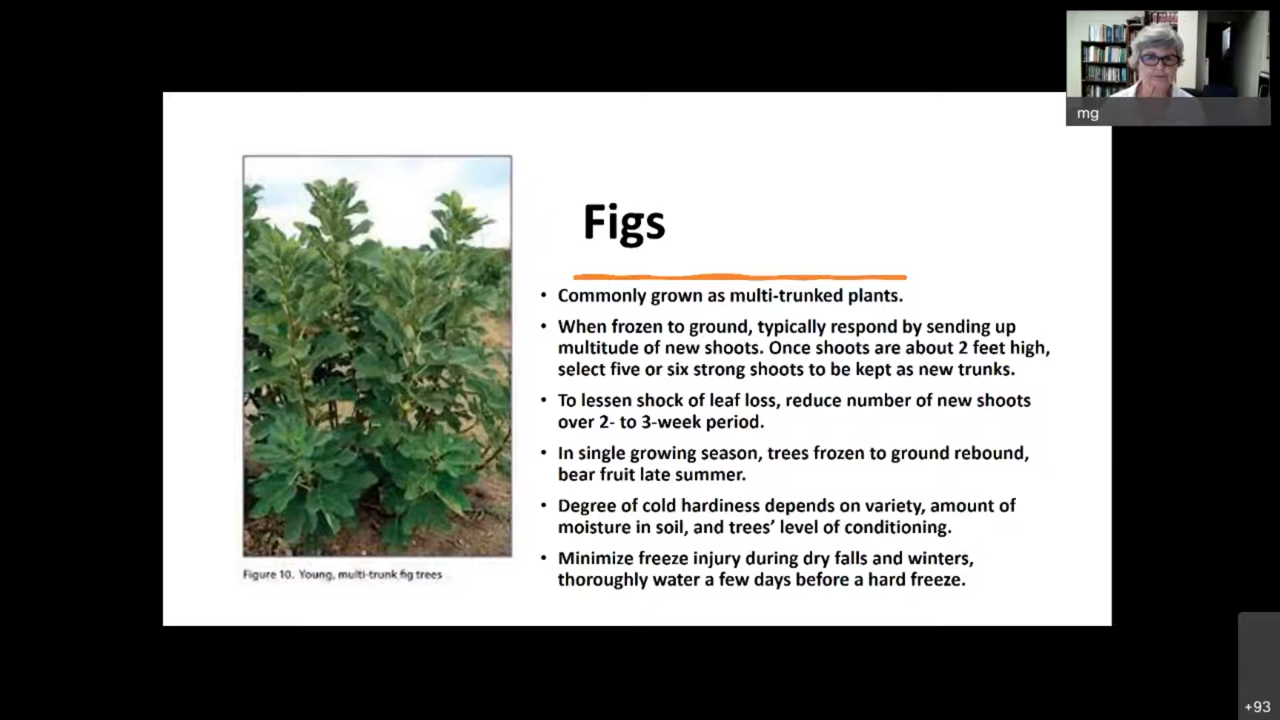 mg
Figs
• Commonly grown as multi-trunked plants.
• When frozen to ground, typically respond by sending up
multitude of new shoots. Once shoots are about 2 feet high,
select five or six strong shoots to be kept as new trunks.
• To lessen shock of leaf loss, reduce number of new shoots
over 2- to 3-week period.
• In single growing season, trees frozen to ground rebound,
bear fruit late summer.
• Degree of cold hardiness depends on variety, amount of
moisture in soil, and trees’ level of conditioning.
• Minimize freeze injury during dry falls and winters,
thoroughly water a few days before a hard freeze.
Figure 10. Young, multi-trunk fig trees
+93